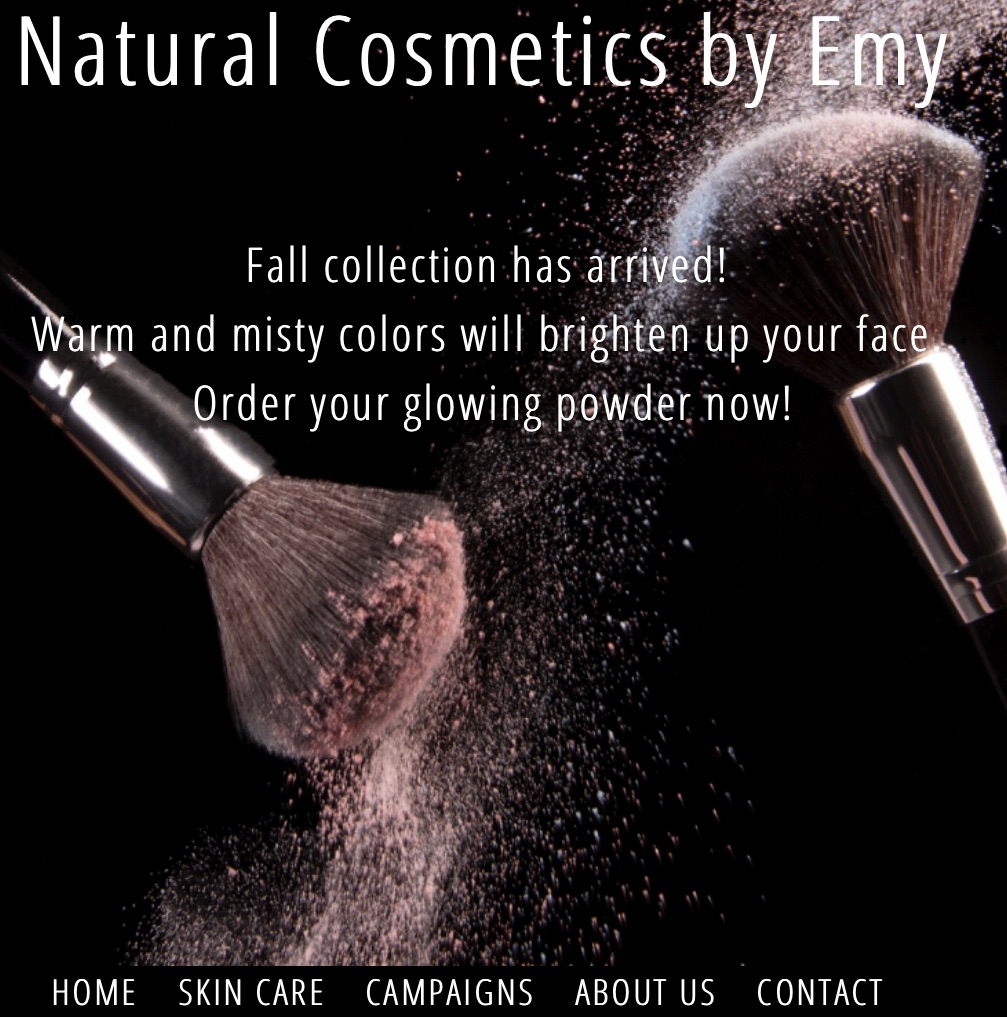 Natural Cosmetics by Emy
Fall collection has arrived!
Warm and misty colors will brighten up your face.
Order your glowing powder now!
HOME SKIN CARE CAMPAIGNS ABOUT US CONTACT